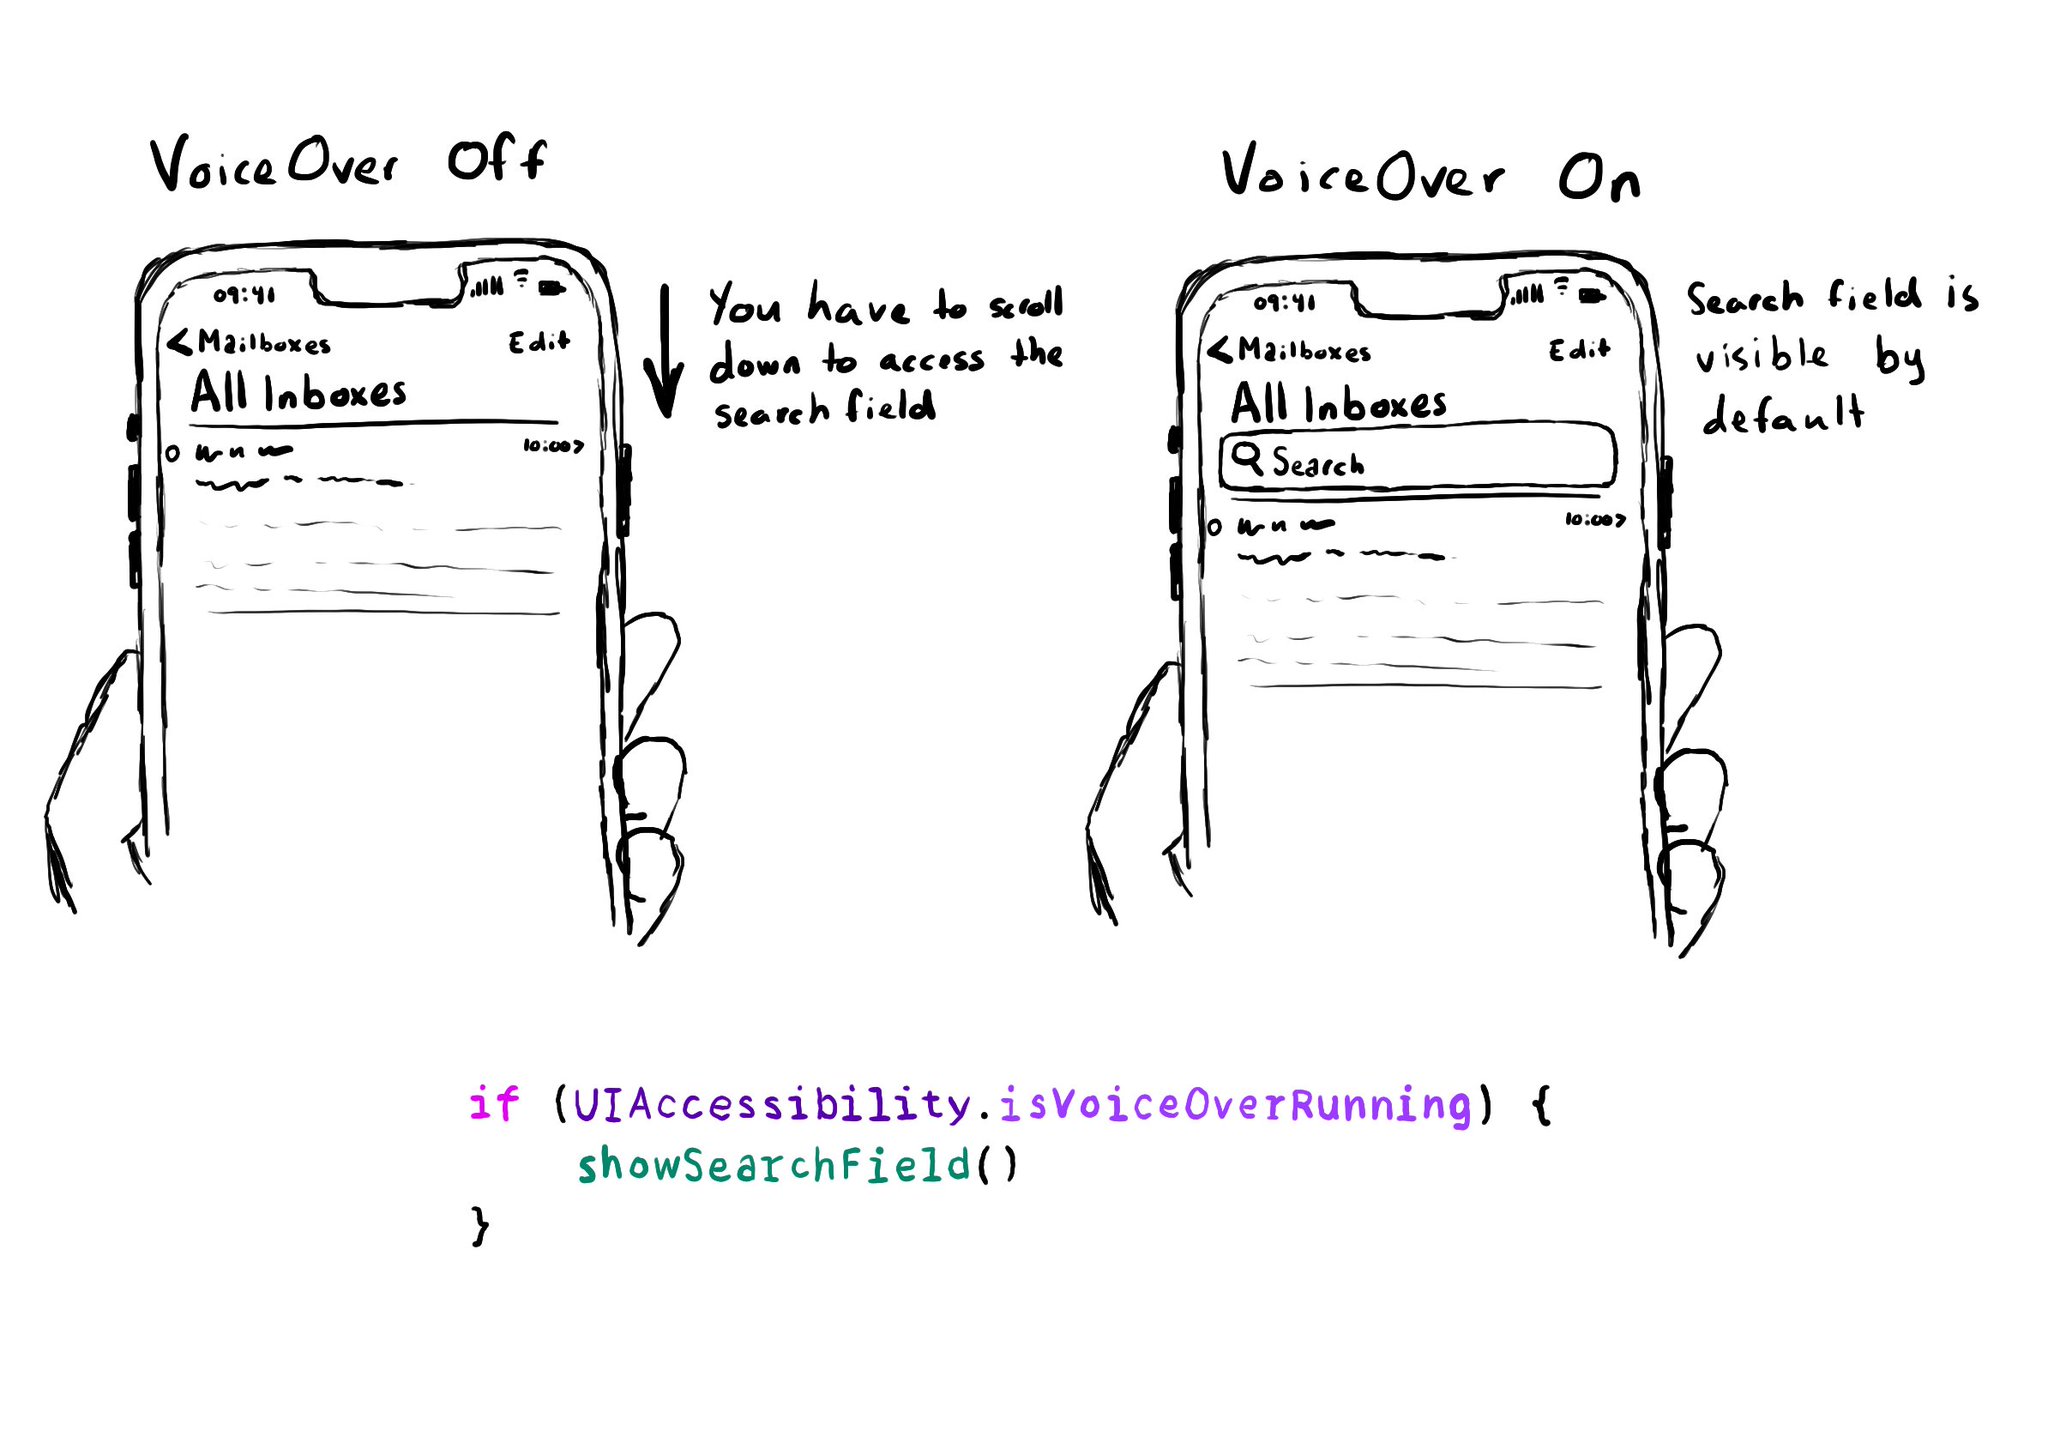 VoiceOver Off
09:41
< Mailboxes Edit
All Inboxes
10:00>
You have to scroll
down to access the
search field
VoiceOver On
09:41
< Mailboxes Edit
All Inboxes
Search
10:00>
Search field is
visible by
default
if (UIAccessibility.isVoiceOverRunning) {
showSearchField()
}